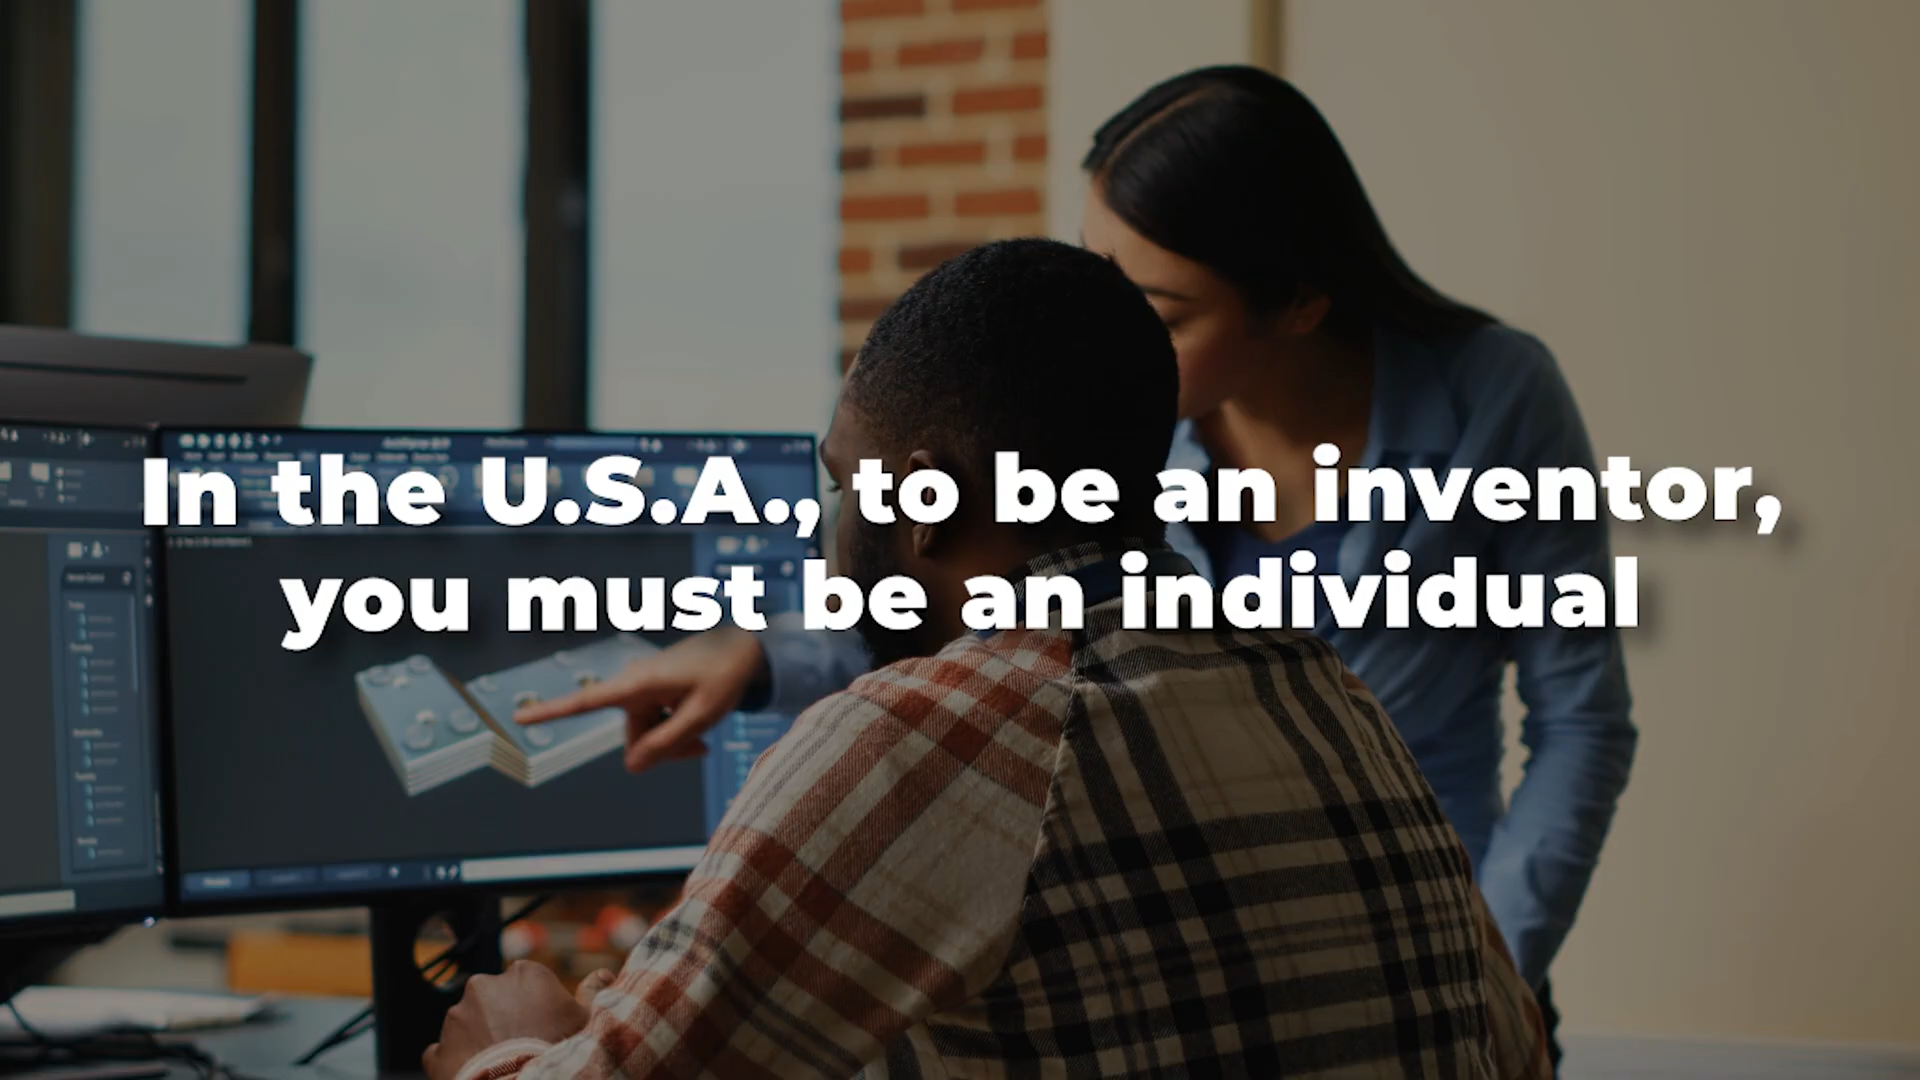 In the U.S.A., to be an inventor,
you must be an individual